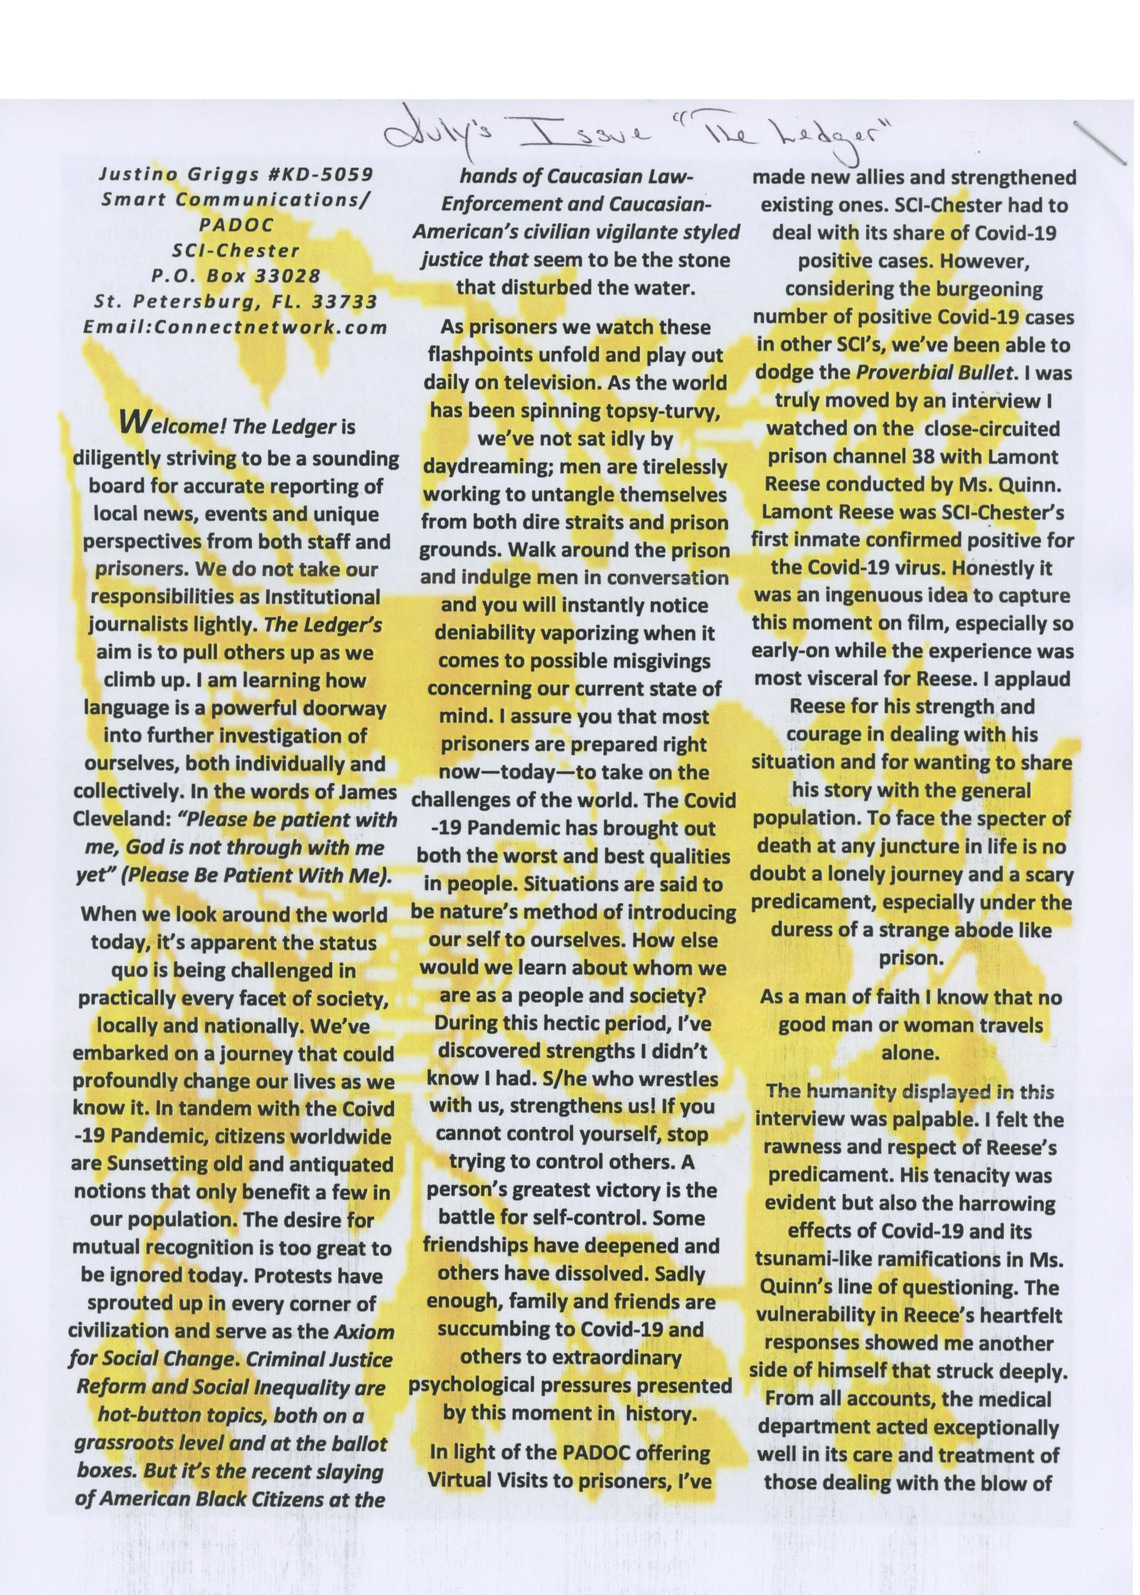 July's Issue "The Ledger"
Justino Griggs #KD-5059
Smart Communications/
PADOC
SCI-Chester
P.O. Box 33028
St. Petersburg, FL. 33733
Email:Connectnetwork.com
Welcome! The Ledger is
diligently striving to be a sounding
board for accurate reporting of
local news, events and unique
perspectives from both staff and
prisoners. We do not take our
responsibilities as Institutional
journalists lightly. The Ledger's
aim is to pull others up as we
climb up. I am learning how
language is a powerful doorway
into further investigation of
ourselves, both individually and
collectively. In the words of James
Cleveland: "Please be patient with
me, God is not through with me
yet" (Please Be Patient With Me).
When we look around the world
today, it's apparent the status
quo is being challenged in
practically every facet of society,
locally and nationally. We've
embarked on a journey that could
profoundly change our lives as we
know it. In tandem with the Coivd
-19 Pandemic, citizens worldwide
are Sunsetting old and antiquated
notions that only benefit a few in
our population. The desire for
mutual recognition is too great to
be ignored today. Protests have
sprouted up in every corner of
civilization and serve as the Axiom
for Social Change. Criminal Justice
Reform and Social Inequality are
hot-button topics, both on a
grassroots level and at the ballot
boxes. But it's the recent slaying
of American Black Citizens at the
hands of Caucasian Law-
Enforcement and Caucasian-
American's civilian vigilante styled
justice that seem to be the stone
that disturbed the water.
As prisoners we watch these
flashpoints unfold and play out
daily on television. As the world
has been spinning topsy-turvy,
we've not sat idly by
daydreaming; men are tirelessly
working to untangle themselves
from both dire straits and prison
grounds. Walk around the prison
and indulge men in conversation
and you will instantly notice
deniability vaporizing when it
comes to possible misgivings
concerning our current state of
mind. I assure you that most
prisoners are prepared right
now—today—to take on the
challenges of the world. The Covid
-19 Pandemic has brought out
both the worst and best qualities
in people. Situations are said to
be nature's method of introducing
our self to ourselves. How else
would we learn about whom we
are as a people and society?
During this hectic period, I've
discovered strengths I didn't
know I had. S/he who wrestles
with us, strengthens us! If you
cannot control yourself, stop
trying to control others. A
person's greatest victory is the
battle for self-control. Some
friendships have deepened and
others have dissolved. Sadly
enough, family and friends are
succumbing to Covid-19 and
others to extraordinary
psychological pressures presented
by this moment in history.
In light of the PADOC offering
Virtual Visits to prisoners, I've
made new allies and strengthened
existing ones. SCI-Chester had to
deal with its share of Covid-19
positive cases. However,
considering the burgeoning
number of positive Covid-19 cases
in other SCI's, we've been able to
dodge the Proverbial Bullet. I was
truly moved by an interview I
watched on the close-circuited
prison channel 38 with Lamont
Reese conducted by Ms. Quinn.
Lamont Reese was SCI-Chester's
first inmate confirmed positive for
the Covid-19 virus. Honestly it
was an ingenuous idea to capture
this moment on film, especially so
early-on while the experience was
most visceral for Reese. I applaud
Reese for his strength and
courage in dealing with his
situation and for wanting to share
his story with the general
population. To face the specter of
death at any juncture in life is no
doubt a lonely journey and a scary
predicament, especially under the
duress of a strange abode like
prison.
As a man of faith I know that no
good man or woman travels
alone.
The humanity displayed in this
interview was palpable. I felt the
rawness and respect of Reese's
predicament. His tenacity was
evident but also the harrowing
effects of Covid-19 and its
tsunami-like ramifications in Ms.
Quinn's line of questioning. The
vulnerability in Reece's heartfelt
responses showed me another
side of himself that struck deeply.
From all accounts, the medical
department acted exceptionally
well in its care and treatment of
those dealing with the blow of